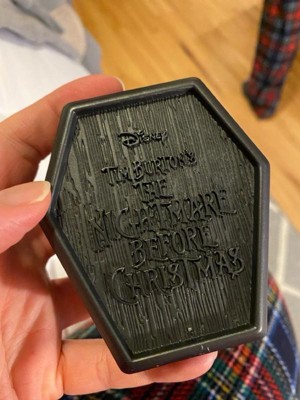 Disney
TIM BURTON'S
THE
NIGHTMARE
BEFORE
CHRISTMAS